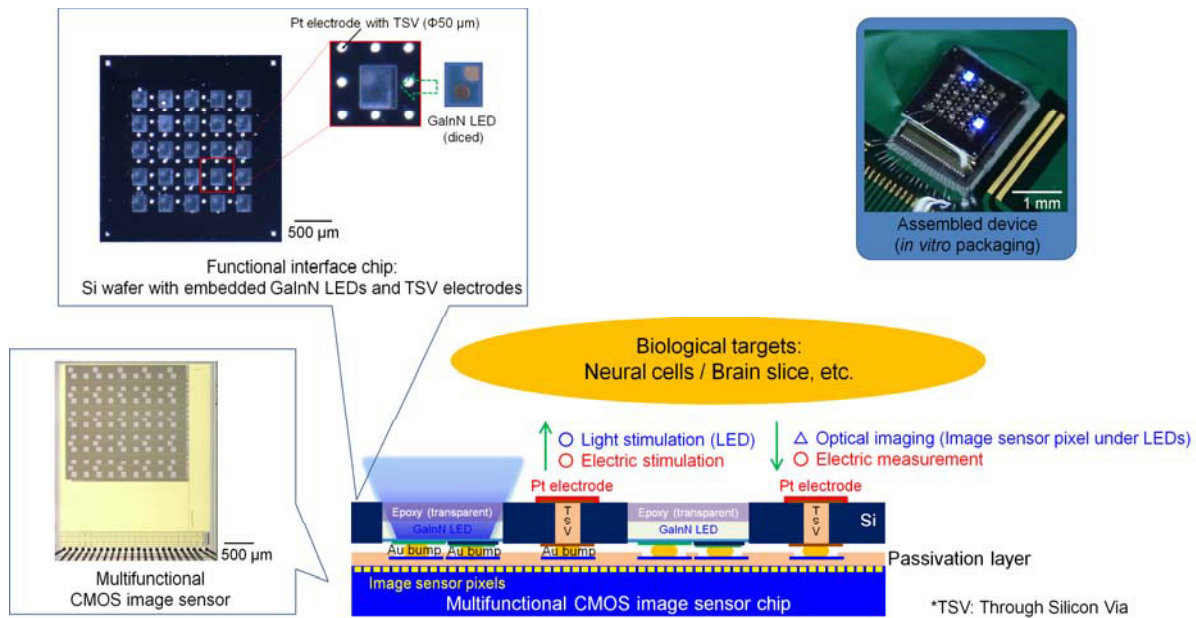 Pt electrode with TSV (Φ50 μm)
GaInN LED
(diced)
500 μm
Functional interface chip:
Si wafer with embedded GaInN LEDs and TSV electrodes
1 mm
Assembled device
(in vitro packaging)
500 μm
Multifunctional
CMOS image sensor
Biological targets:
Neural cells / Brain slice, etc.
Light stimulation (LED)
Electric stimulation
Optical imaging (Image sensor pixel under LEDs)
Electric measurement
Pt electrode
Pt electrode
Epoxy (transparent)
GaInN LED
TSV
Epoxy (transparent)
GaInN LED
TSV
Si
Au bump
Au bump
Au bump
Passivation layer
Image sensor pixels
Multifunctional CMOS image sensor chip
*TSV: Through Silicon Via